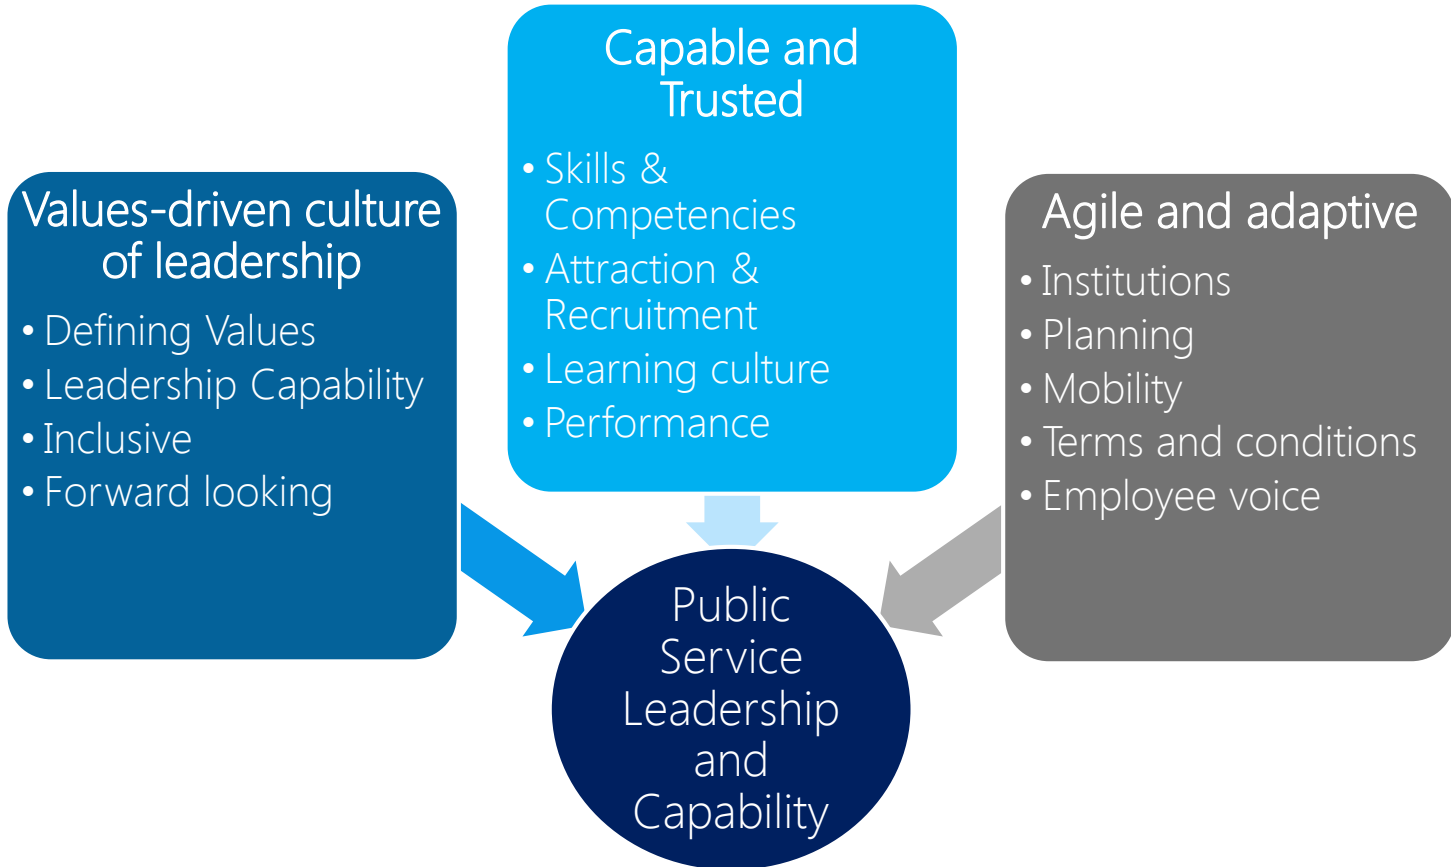 Capable and
Trusted
• Skills &
Competencies
• Attraction &
Recruitment
• Learning culture
• Performance
Values-driven culture
of leadership
• Defining Values
• Leadership Capability
• Inclusive
• Forward looking
Agile and adaptive
• Institutions
• Planning
• Mobility
• Terms and conditions
• Employee voice
Public
Service
Leadership
and
Capability